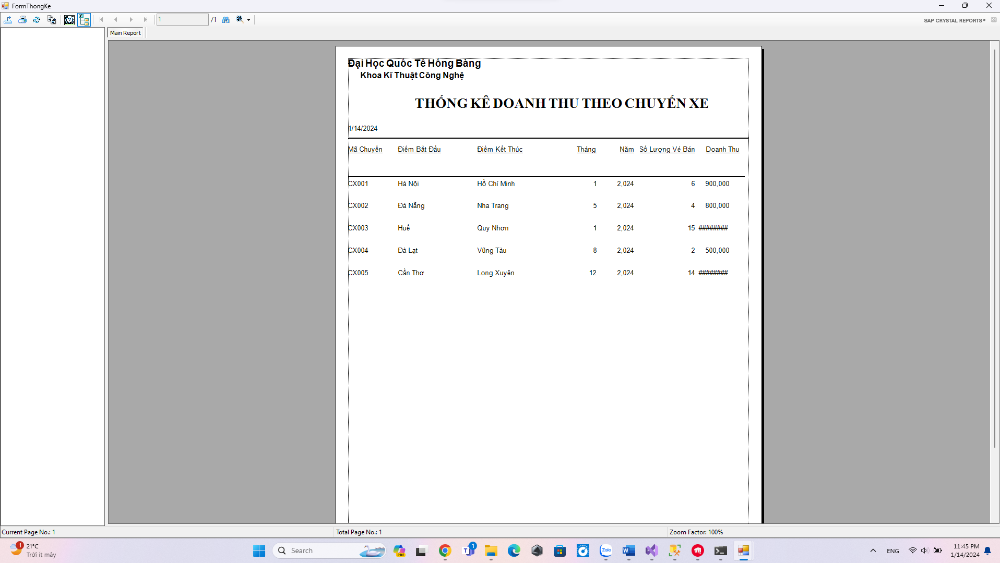 FormThongKe
1 /1
SAP CRYSTAL REPORTS®
Main Report
Đại Học Quốc Tế Hồng Bàng
Khoa Kĩ Thuật Công Nghệ
THỐNG KÊ DOANH THU THEO CHUYẾN XE
1/14/2024
Mã Chuyến Điểm Bắt Đầu Điểm Kết Thúc Tháng Năm Số Lượng Vé Bán Doanh Thu
CX001 Hà Nội Hồ Chí Minh 1 2,024 6 900,000
CX002 Đà Nẵng Nha Trang 5 2,024 4 800,000
CX003 Huế Quy Nhơn 1 2,024 15 ########
CX004 Đà Lạt Vũng Tàu 8 2,024 2 500,000
CX005 Cần Thơ Long Xuyên 12 2,024 14 ########
Current Page No.: 1 Total Page No.: 1 Zoom Factor: 100%
1 21°C
Trời ít mây
Search
PRE
T 1
Zalo
W
ENG
11:45 PM
1/14/2024